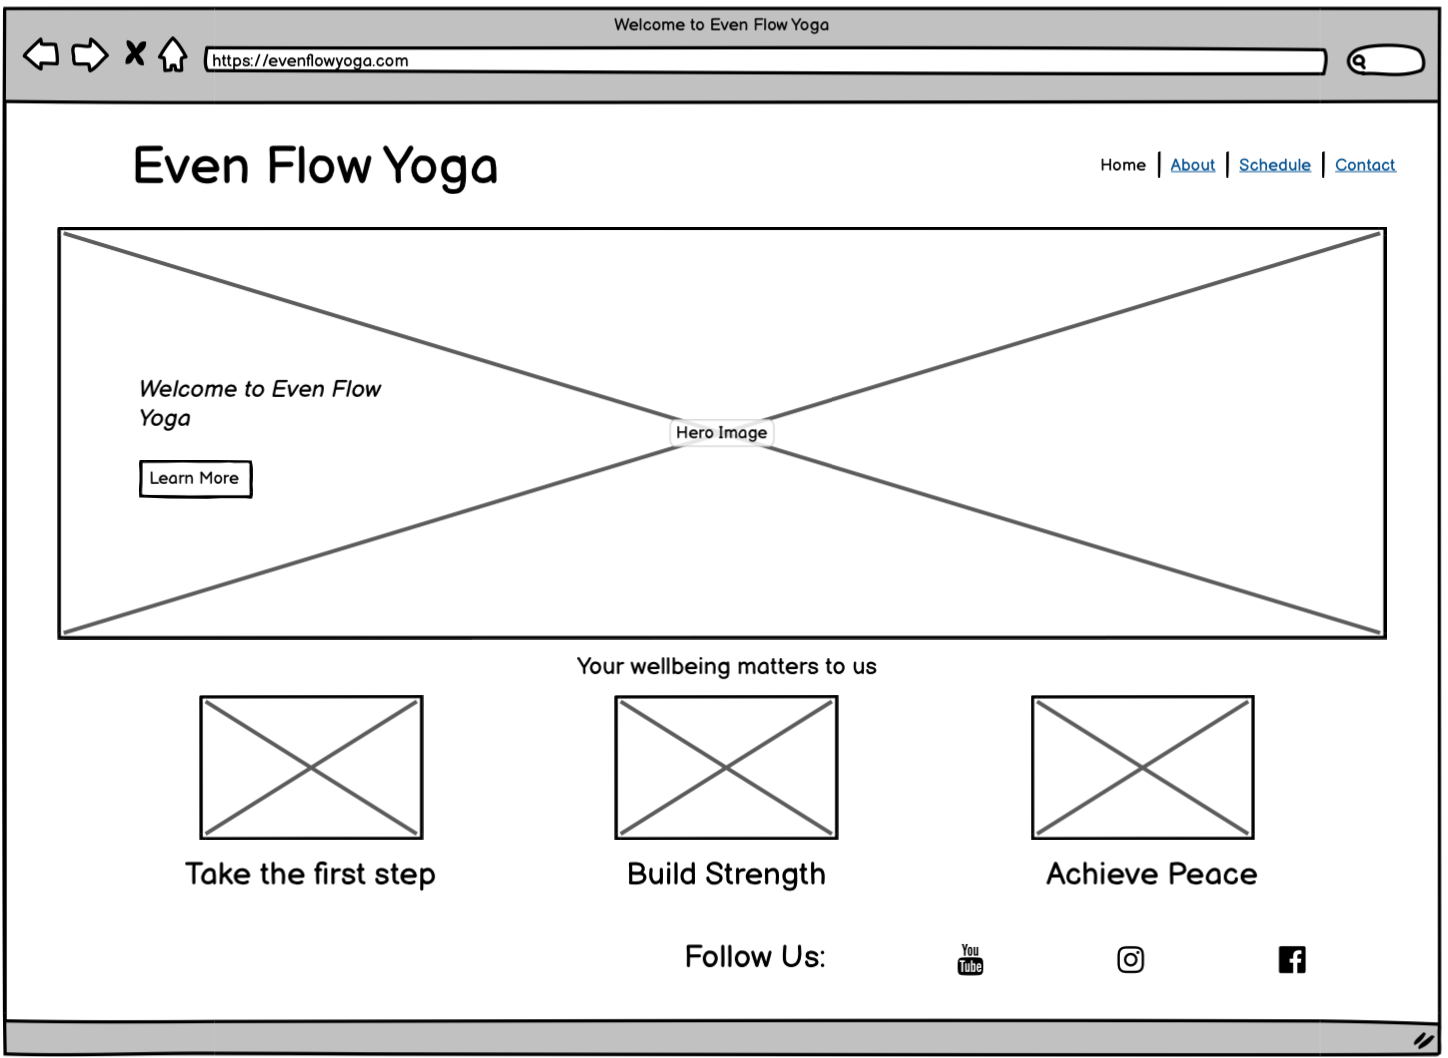 Welcome to Even Flow Yoga
https://evenflowyoga.com
Even Flow Yoga
Home | About | Schedule | Contact
Welcome to Even Flow
Yoga
Hero Image
Learn More
Your wellbeing matters to us
Take the first step
Build Strength
Achieve Peace
Follow Us:
You
Tube